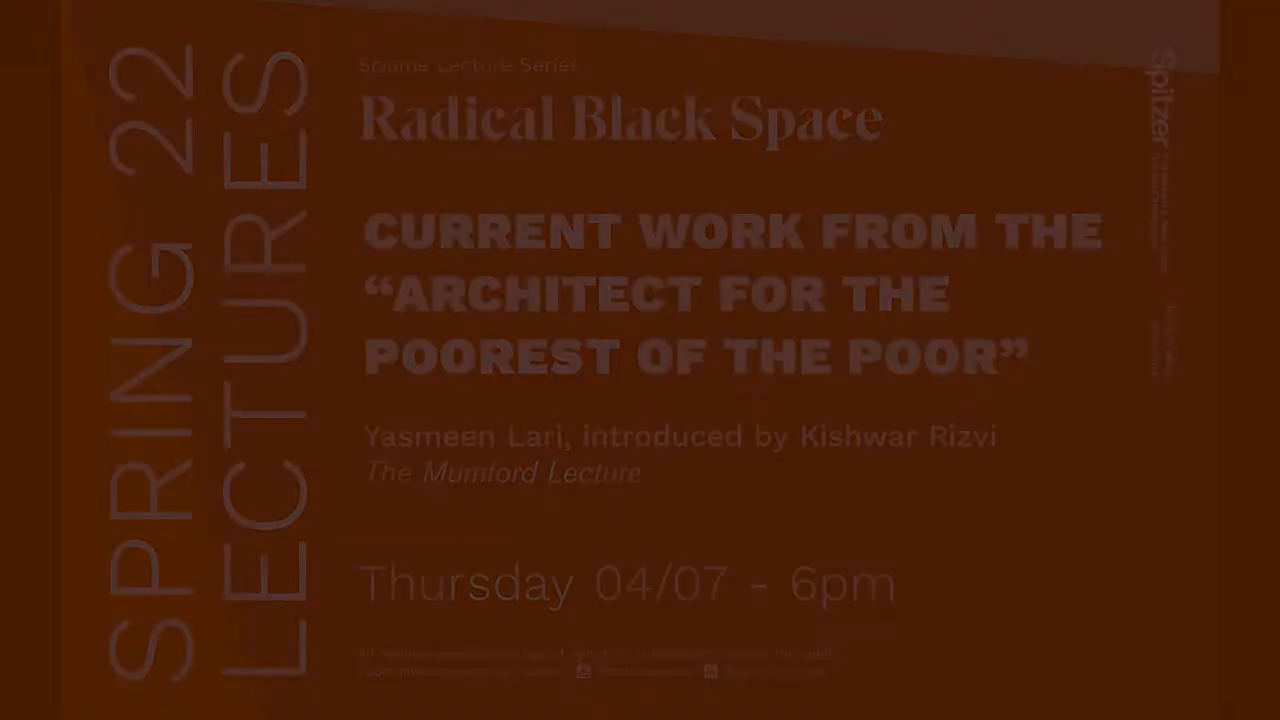 SPRING 22
LECTURES
Sciame Lecture Series
Radical Black Space
CURRENT WORK FROM THE
“ARCHITECT FOR THE
POOREST OF THE POOR”
Yasmeen Lari, introduced by Kishwar Rizvi
The Mumford Lecture
Thursday 04/07 - 6pm
Spitzer